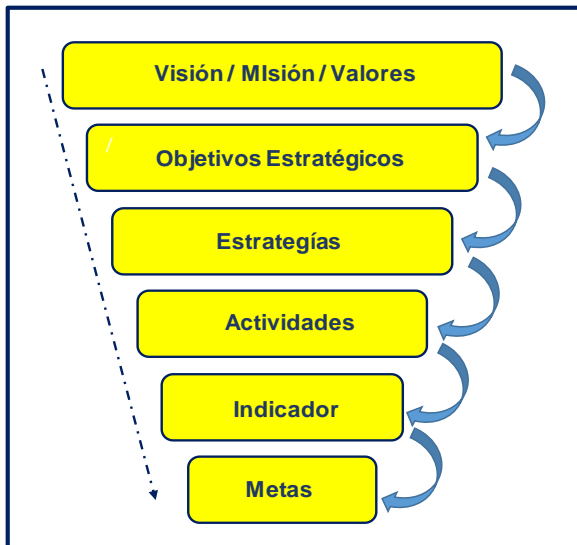 Visión / MIsión / Valores
Objetivos Estratégicos
Estrategías
Actividades
Indicador
Metas